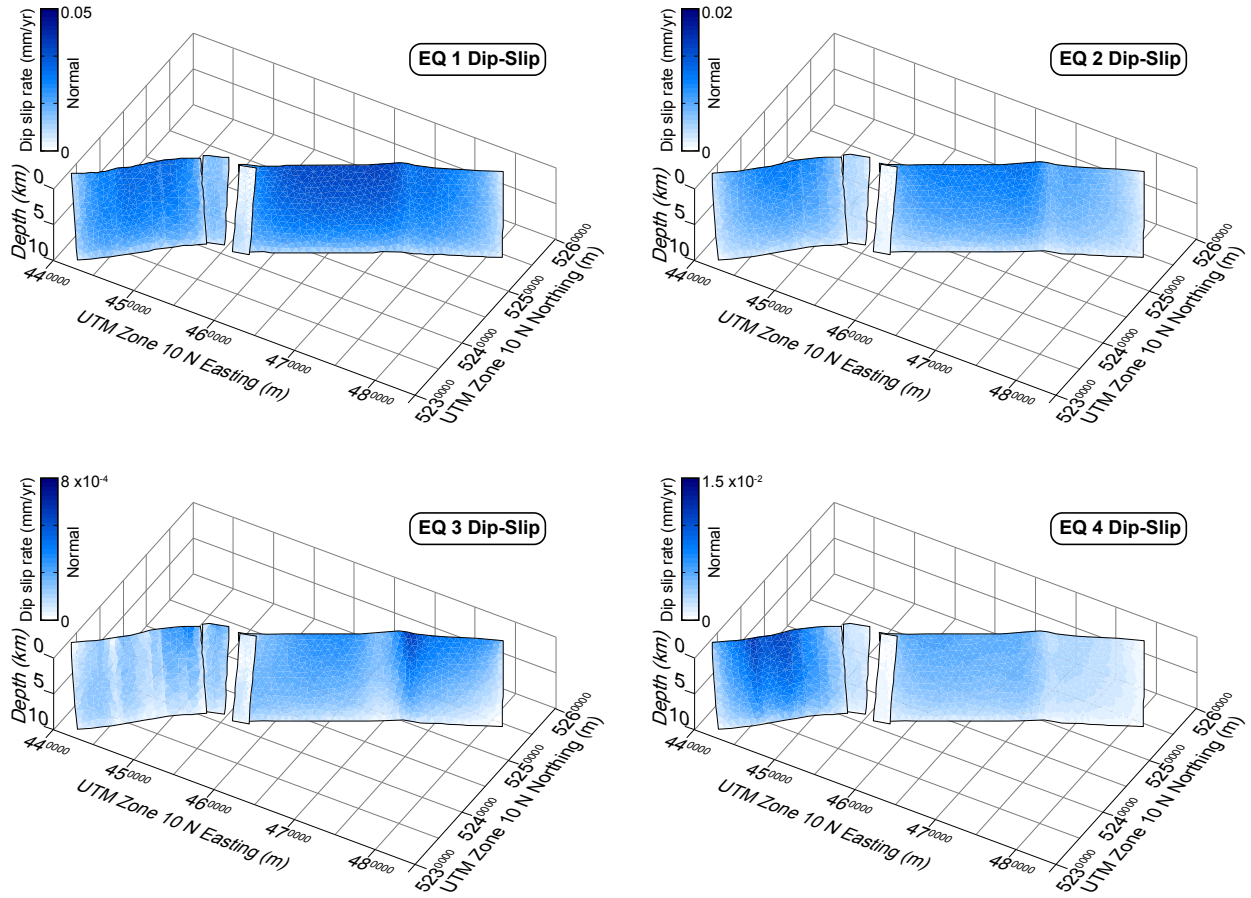 0.05
Dip slip rate (mm/yr)
Normal
0
EQ 1 Dip-Slip
Depth (km)
0
5
10
44⁰⁰⁰⁰
45⁰⁰⁰⁰
46⁰⁰⁰⁰
47⁰⁰⁰⁰
48⁰⁰⁰⁰
UTM Zone 10 N Easting (m)
523⁰⁰⁰⁰
524⁰⁰⁰⁰
525⁰⁰⁰⁰
526⁰⁰⁰⁰
UTM Zone 10 N Northing (m)
0.02
Dip slip rate (mm/yr)
Normal
0
EQ 2 Dip-Slip
Depth (km)
0
5
10
44⁰⁰⁰⁰
45⁰⁰⁰⁰
46⁰⁰⁰⁰
47⁰⁰⁰⁰
48⁰⁰⁰⁰
UTM Zone 10 N Easting (m)
523⁰⁰⁰⁰
524⁰⁰⁰⁰
525⁰⁰⁰⁰
526⁰⁰⁰⁰
UTM Zone 10 N Northing (m)
8 x10⁻⁴
Dip slip rate (mm/yr)
Normal
0
EQ 3 Dip-Slip
Depth (km)
0
5
10
44⁰⁰⁰⁰
45⁰⁰⁰⁰
46⁰⁰⁰⁰
47⁰⁰⁰⁰
48⁰⁰⁰⁰
UTM Zone 10 N Easting (m)
523⁰⁰⁰⁰
524⁰⁰⁰⁰
525⁰⁰⁰⁰
526⁰⁰⁰⁰
UTM Zone 10 N Northing (m)
1.5 x10⁻²
Dip slip rate (mm/yr)
Normal
0
EQ 4 Dip-Slip
Depth (km)
0
5
10
44⁰⁰⁰⁰
45⁰⁰⁰⁰
46⁰⁰⁰⁰
47⁰⁰⁰⁰
48⁰⁰⁰⁰
UTM Zone 10 N Easting (m)
523⁰⁰⁰⁰
524⁰⁰⁰⁰
525⁰⁰⁰⁰
526⁰⁰⁰⁰
UTM Zone 10 N Northing (m)